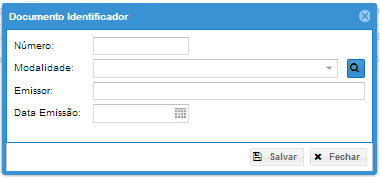 Documento Identificador
Número:
Modalidade:
Emissor:
Data Emissão:
Salvar Fechar